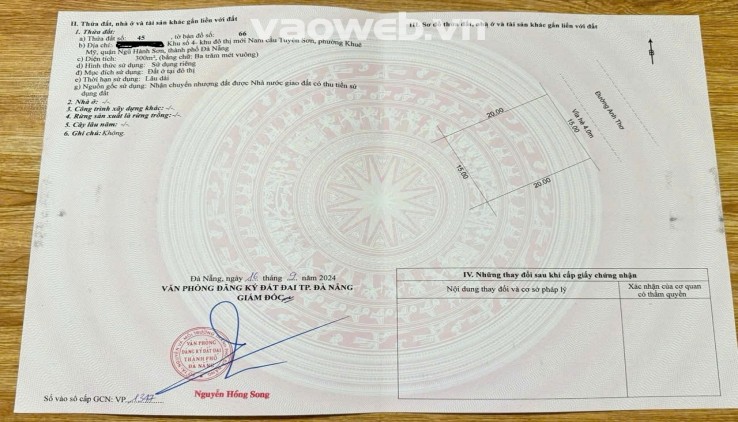 vaoweb.vn
II. Thửa đất, nhà ở và tài sản khác gắn liền với đất
1. Thửa đất:
a) Thửa đất số: 45 , tờ bản đồ số: 66
b) Địa chỉ: Khu số 4- khu đô thị mới Nam cầu Tuyên Sơn, phường Khuê
Mỹ, quận Ngũ Hành Sơn, thành phố Đà Nẵng
c) Diện tích: 300m², (bằng chữ: Ba trăm mét vuông)
d) Hình thức sử dụng: Sử dụng riêng
đ) Mục đích sử dụng: Đất ở tại đô thị
e) Thời hạn sử dụng: Lâu dài
g) Nguồn gốc sử dụng: Nhận chuyển nhượng đất được Nhà nước giao đất có thu tiền sử
dụng đất
2. Nhà ở: -/-
3. Công trình xây dựng khác: -/-
4. Rừng sản xuất là rừng trồng: -/-
5. Cây lâu năm: -/-
6. Ghi chú: Không.
Đà Nẵng, ngày 16 tháng 2 năm 2024
VĂN PHÒNG ĐĂNG KÝ ĐẤT ĐAI TP. ĐÀ NẴNG
GIÁM ĐỐC
VĂN PHÒNG
ĐĂNG KÝ ĐẤT ĐAI
THÀNH PHỐ
ĐÀ NẴNG
Nguyễn Hồng Song
Số vào sổ cấp GCN: VP
III. Sơ đồ thửa đất, nhà ở và tài sản khác gắn liền với đất
B
20.00
Đường Anh Thơ
Vỉa hè 4.0m
15.00
15.00
20.00
IV. Những thay đổi sau khi cấp giấy chứng nhận
Nội dung thay đổi và cơ sở pháp lý
Xác nhận của cơ quan
có thẩm quyền